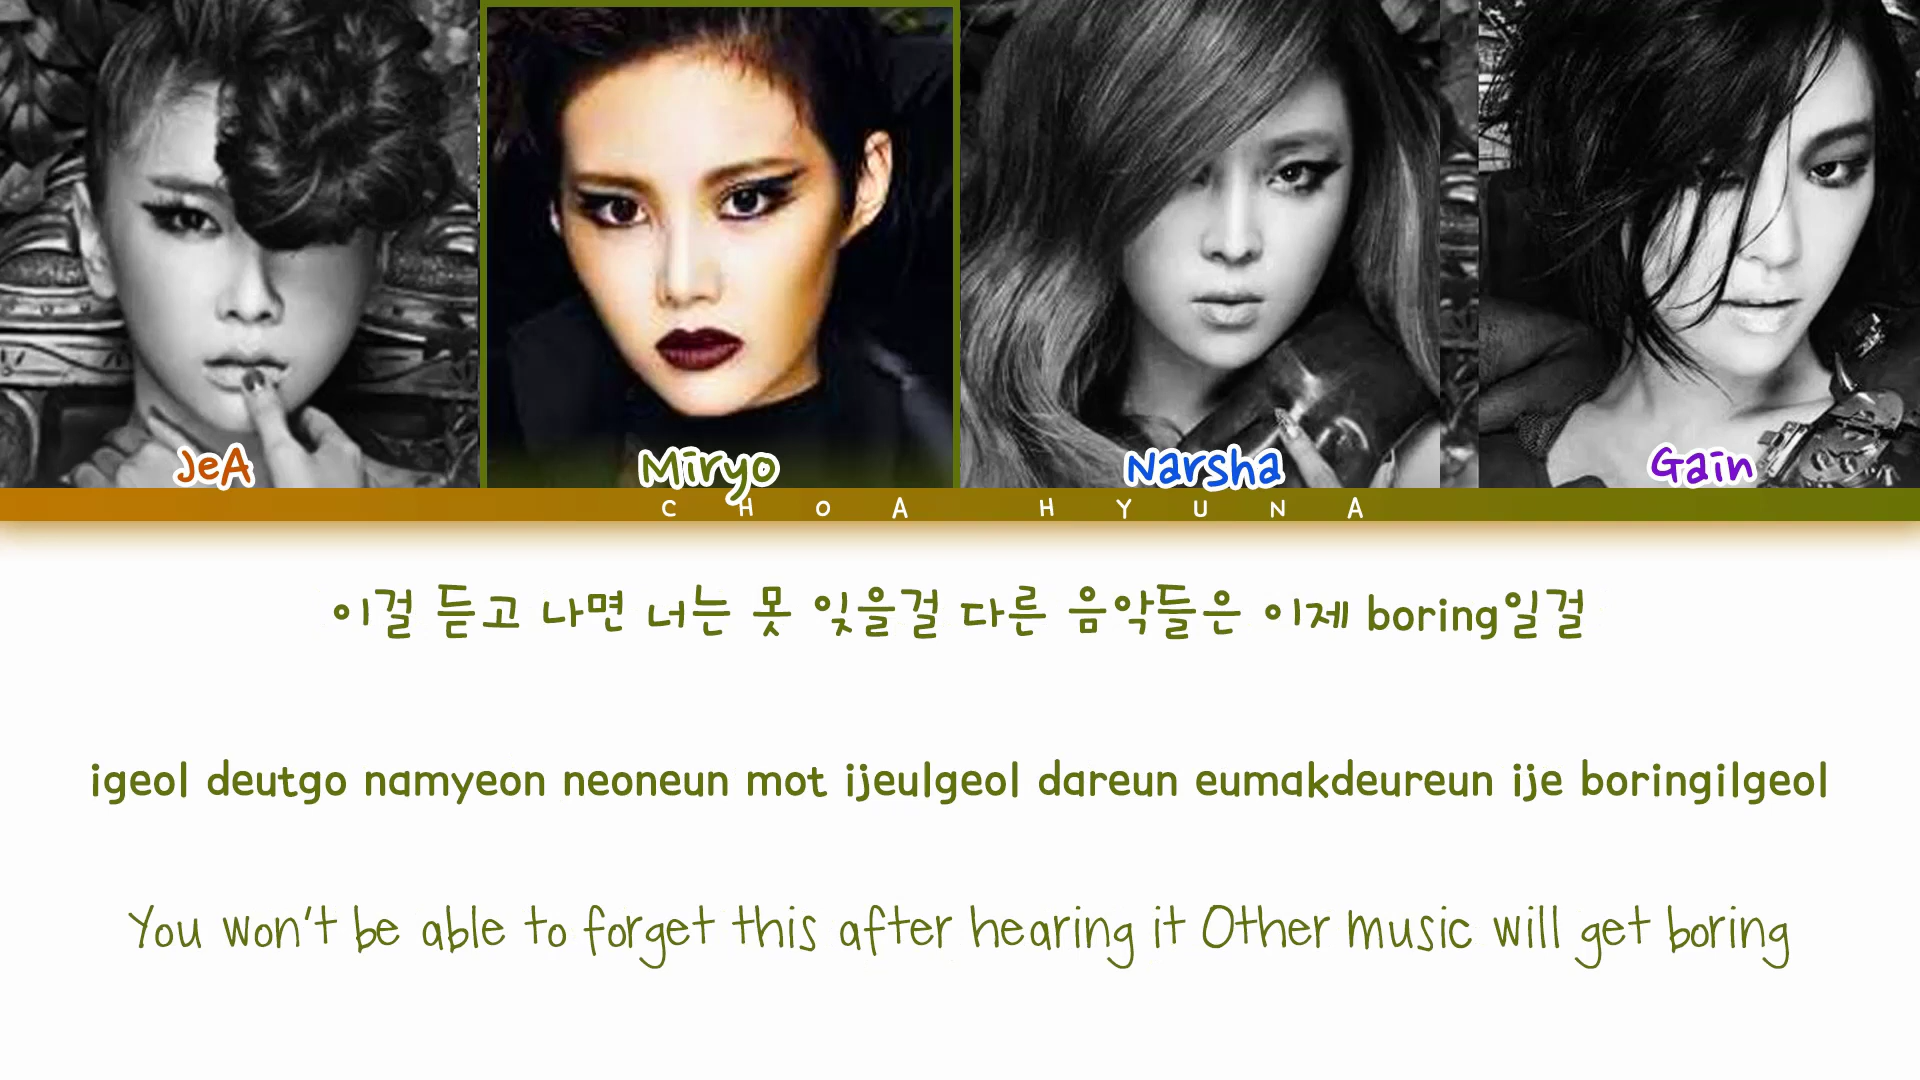 JeA
Miryo
Narsha
Gain
CHOA HYUNA
이걸 듣고 나면 너는 못 잊을걸 다른 음악들은 이제 boring일걸
igeol deutgo namyeon neoneun mot ijeulgeol dareun eumakdeureun ije boringilgeol
You won't be able to forget this after hearing it Other music will get boring